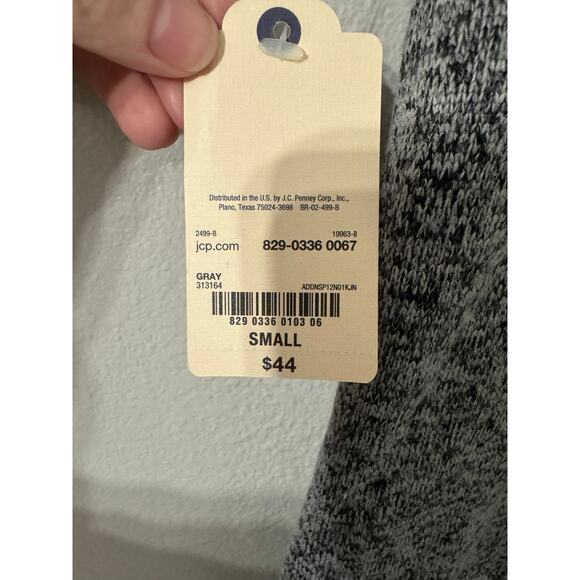 Distributed in the U.S. by J.C. Penney Corp., Inc.,
Plano, Texas 75024-3698 BR-02-499-B
2499-B 19963-8
jcp.com 829-0336 0067
GRAY
313164 ADDNSP12N01KJN
829 0336 0103 06
SMALL
$44